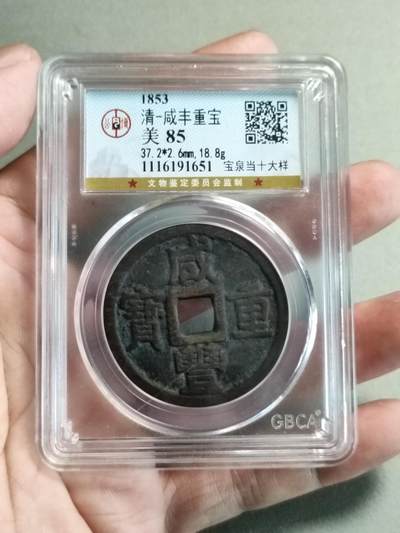 1853
清-咸丰重宝
美 85
37.2*2.6mm,18.8g
1116191651 宝泉当十大样
★ 文物鉴定委员会监制 ★
咸
寶 重
豐
GBCA